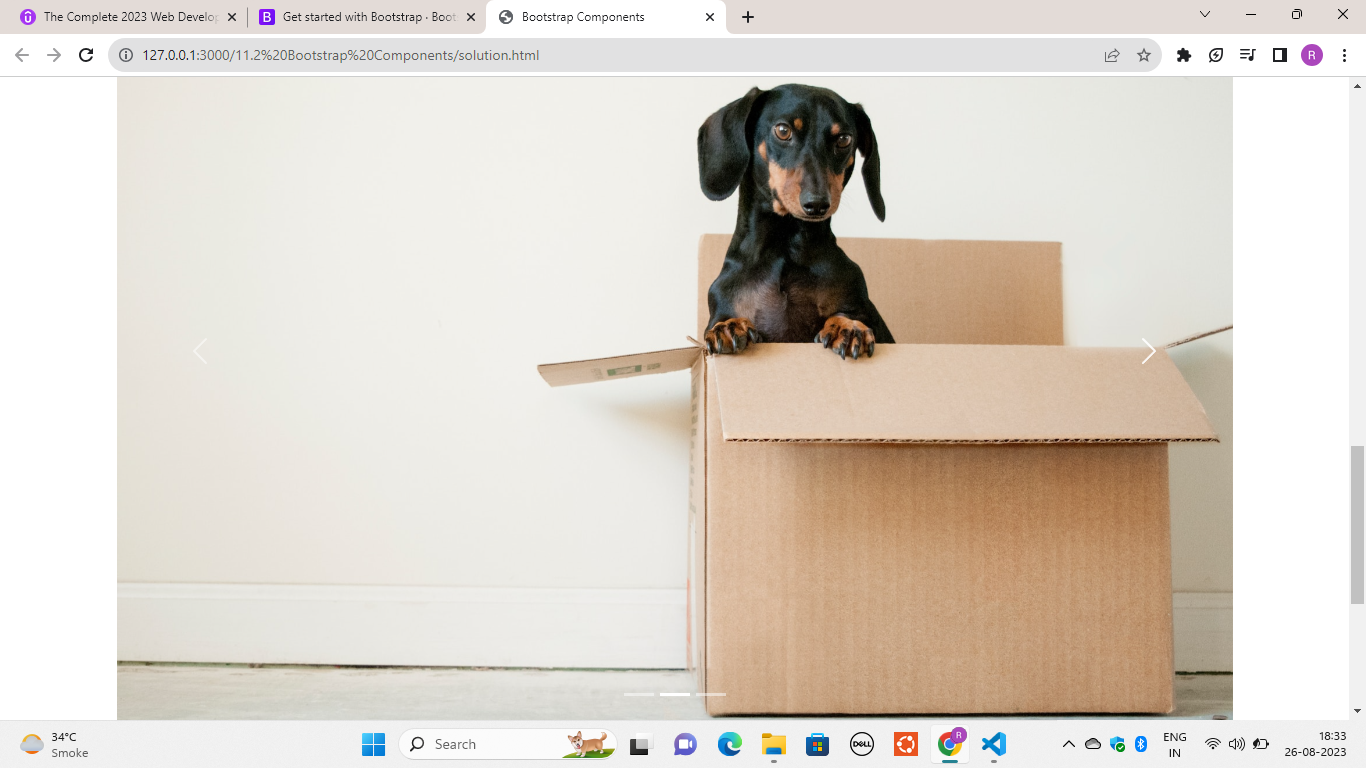 The Complete 2023 Web Develop
Get started with Bootstrap · Boot
Bootstrap Components
127.0.0.1:3000/11.2%20Bootstrap%20Components/solution.html
R
34°C
Smoke
Search
DELL
R
ENG
IN
18:33
26-08-2023